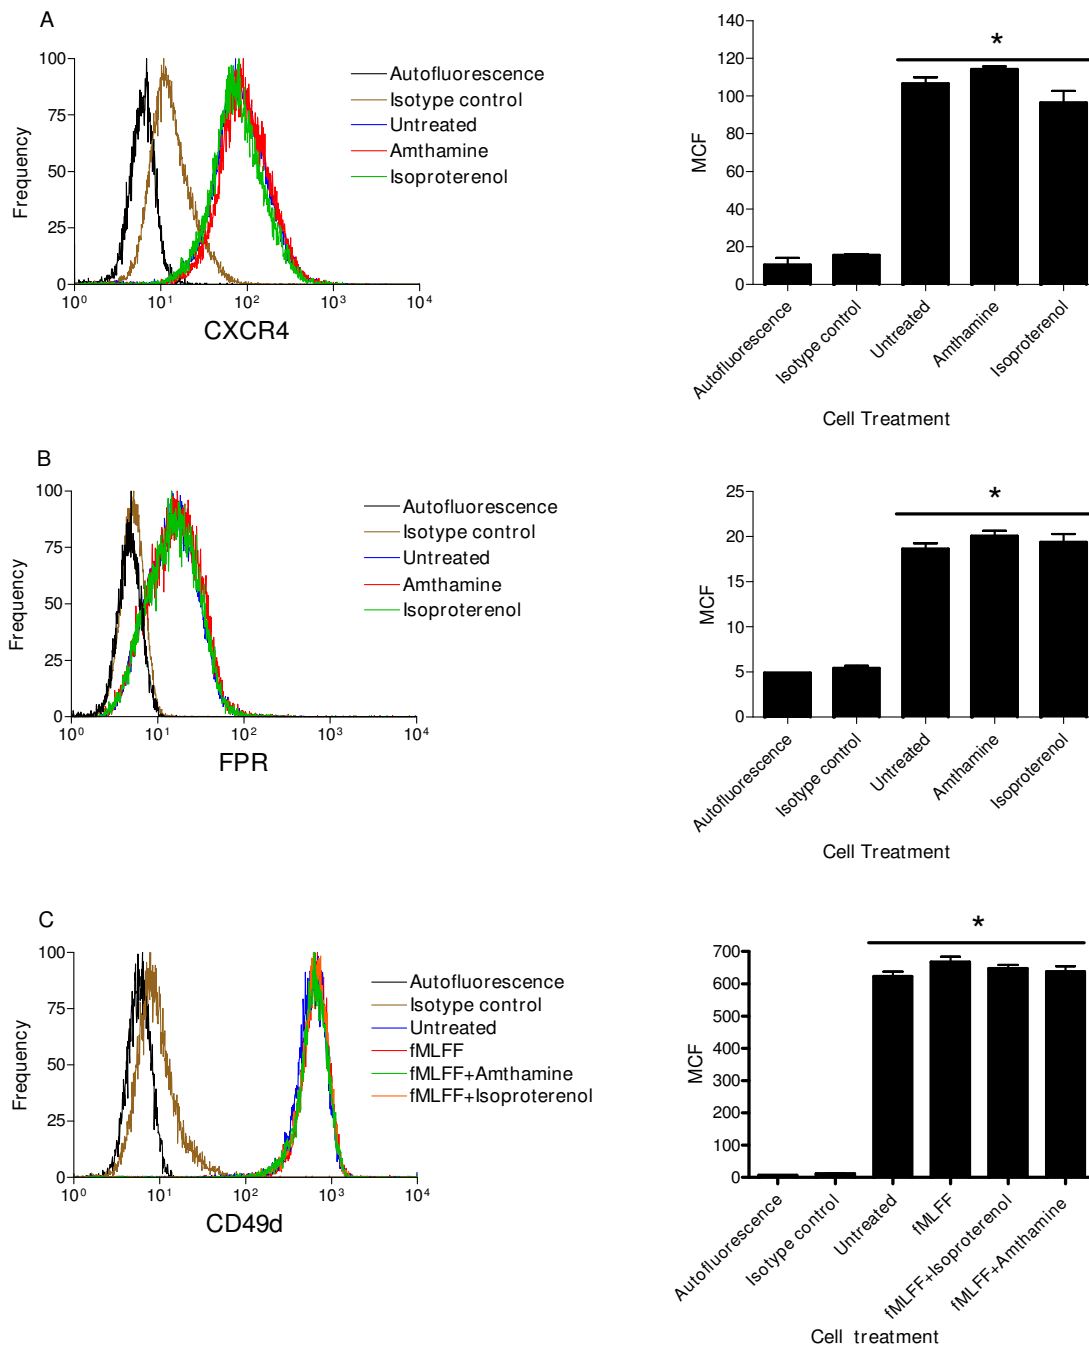 A
100
75
50
25
0
Frequency
10⁰ 10¹ 10² 10³ 10⁴
CXCR4
Autofluorescence
Isotype control
Untreated
Amthamine
Isoproterenol
140
120
100
80
60
40
20
0
MCF
*
Autofluorescence
Isotype control
Untreated
Amthamine
Isoproterenol
Cell Treatment
B
100
75
50
25
0
Frequency
10⁰ 10¹ 10² 10³ 10⁴
FPR
Autofluorescence
Isotype control
Untreated
Amthamine
Isoproterenol
25
20
15
10
5
0
MCF
*
Autofluorescence
Isotype control
Untreated
Amthamine
Isoproterenol
Cell Treatment
C
100
75
50
25
0
Frequency
10⁰ 10¹ 10² 10³ 10⁴
CD49d
Autofluorescence
Isotype control
Untreated
fMLFF
fMLFF+Amthamine
fMLFF+Isoproterenol
700
600
500
400
300
200
100
0
MCF
*
Autofluorescence
Isotype control
Untreated
fMLFF
fMLFF+Isoproterenol
fMLFF+Amthamine
Cell treatment